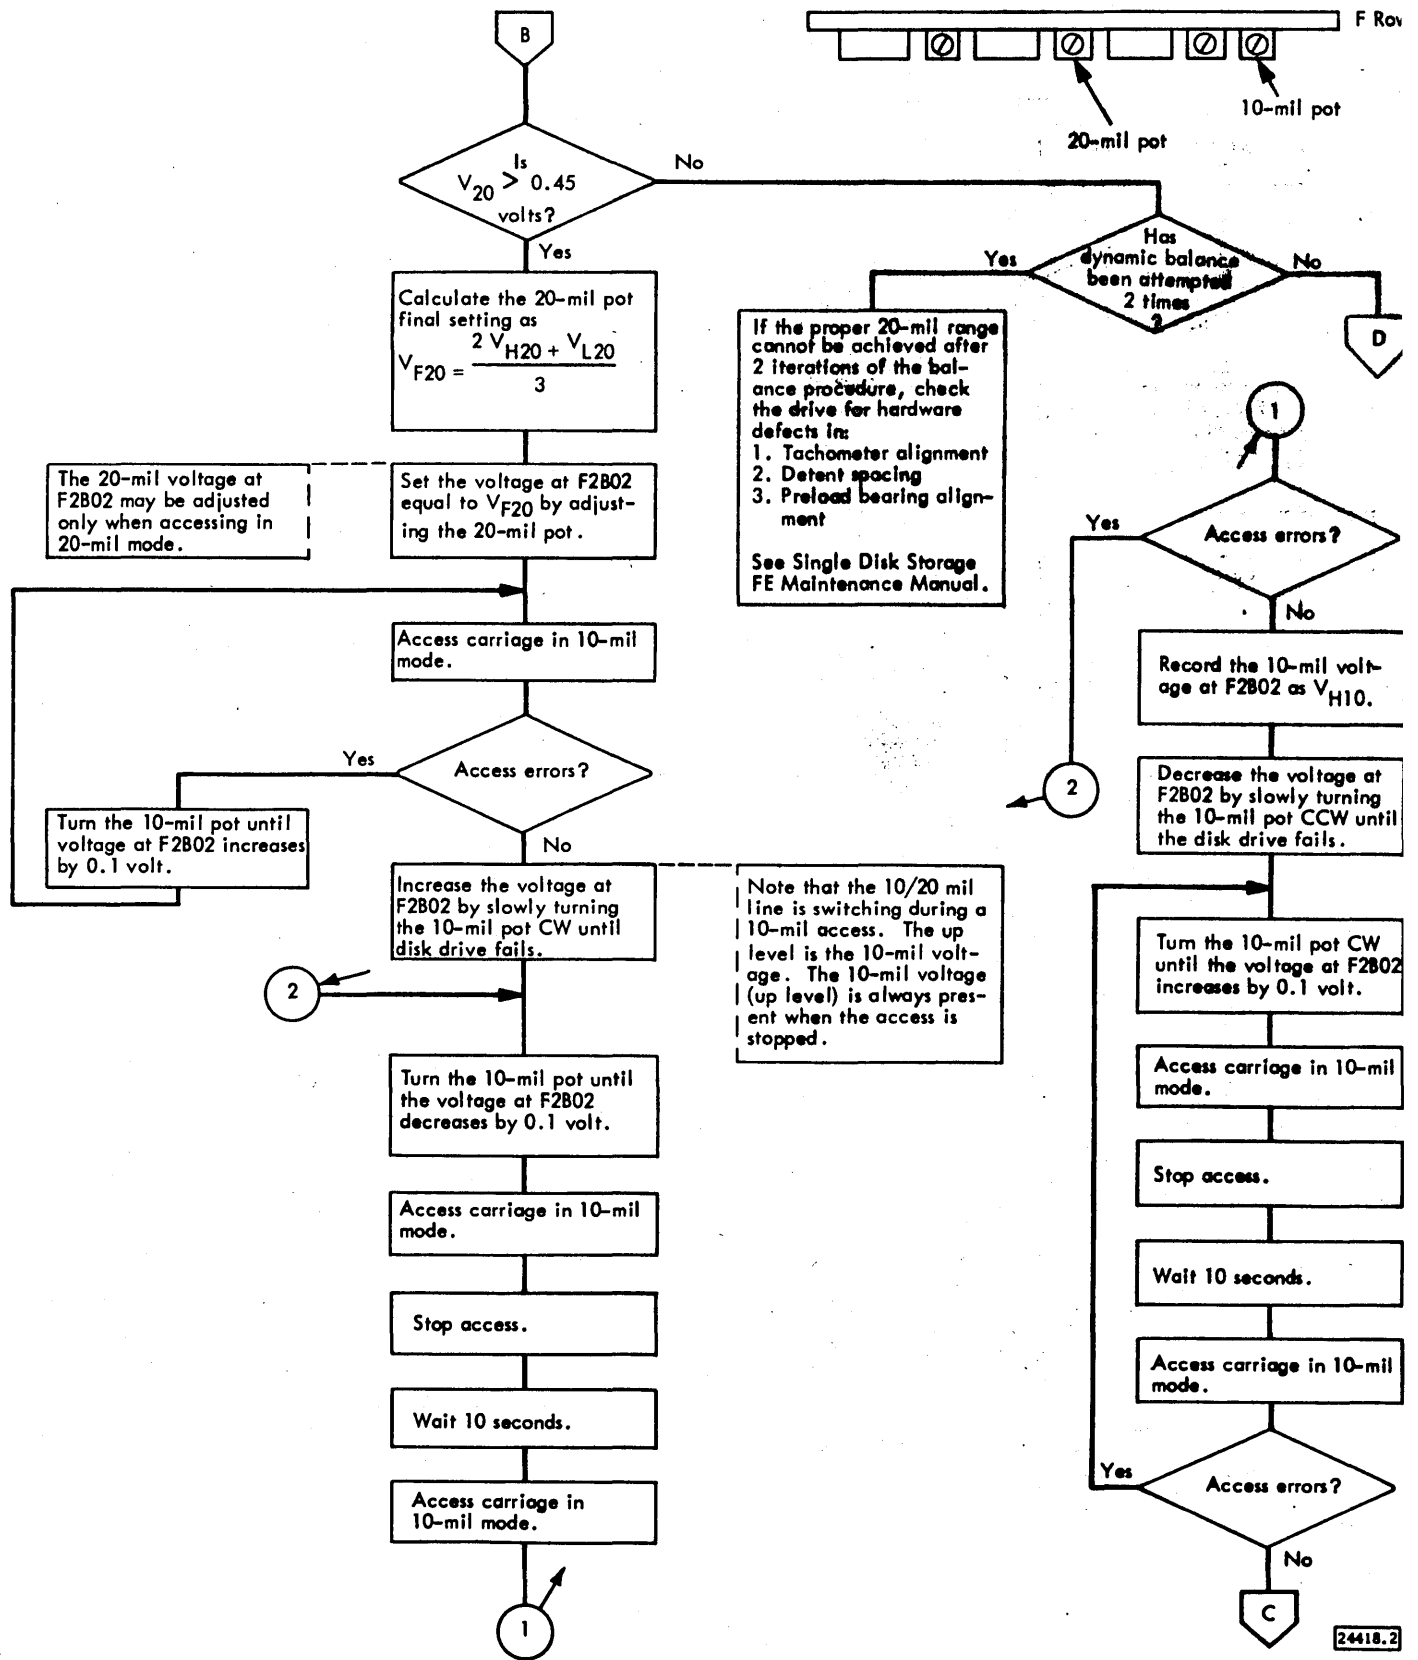 B
F Row
10-mil pot
20-mil pot
Is
V20 > 0.45
volts?
No
Yes
Has
dynamic balance
been attempted
2 times
?
Yes
No
D
Calculate the 20-mil pot
final setting as
VF20 = 2 VH20 + VL20
3
If the proper 20-mil range
cannot be achieved after
2 iterations of the bal-
ance procedure, check
the drive for hardware
defects in:
1. Tachometer alignment
2. Detent spacing
3. Preload bearing align-
ment
See Single Disk Storage
FE Maintenance Manual.
The 20-mil voltage at
F2B02 may be adjusted
only when accessing in
20-mil mode.
Set the voltage at F2B02
equal to VF20 by adjust-
ing the 20-mil pot.
Access carriage in 10-mil
mode.
Access errors?
Yes
Turn the 10-mil pot until
voltage at F2B02 increases
by 0.1 volt.
No
Increase the voltage at
F2B02 by slowly turning
the 10-mil pot CW until
disk drive fails.
Note that the 10/20 mil
line is switching during a
10-mil access. The up
level is the 10-mil volt-
age. The 10-mil voltage
(up level) is always pres-
ent when the access is
stopped.
2
Turn the 10-mil pot until
the voltage at F2B02
decreases by 0.1 volt.
Access carriage in 10-mil
mode.
Stop access.
Wait 10 seconds.
Access carriage in
10-mil mode.
1
1
Access errors?
Yes
2
No
Record the 10-mil volt-
age at F2B02 as VH10.
Decrease the voltage at
F2B02 by slowly turning
the 10-mil pot CCW until
the disk drive fails.
Turn the 10-mil pot CW
until the voltage at F2B02
increases by 0.1 volt.
Access carriage in 10-mil
mode.
Stop access.
Wait 10 seconds.
Access carriage in 10-mil
mode.
Access errors?
Yes
No
C
24418.2